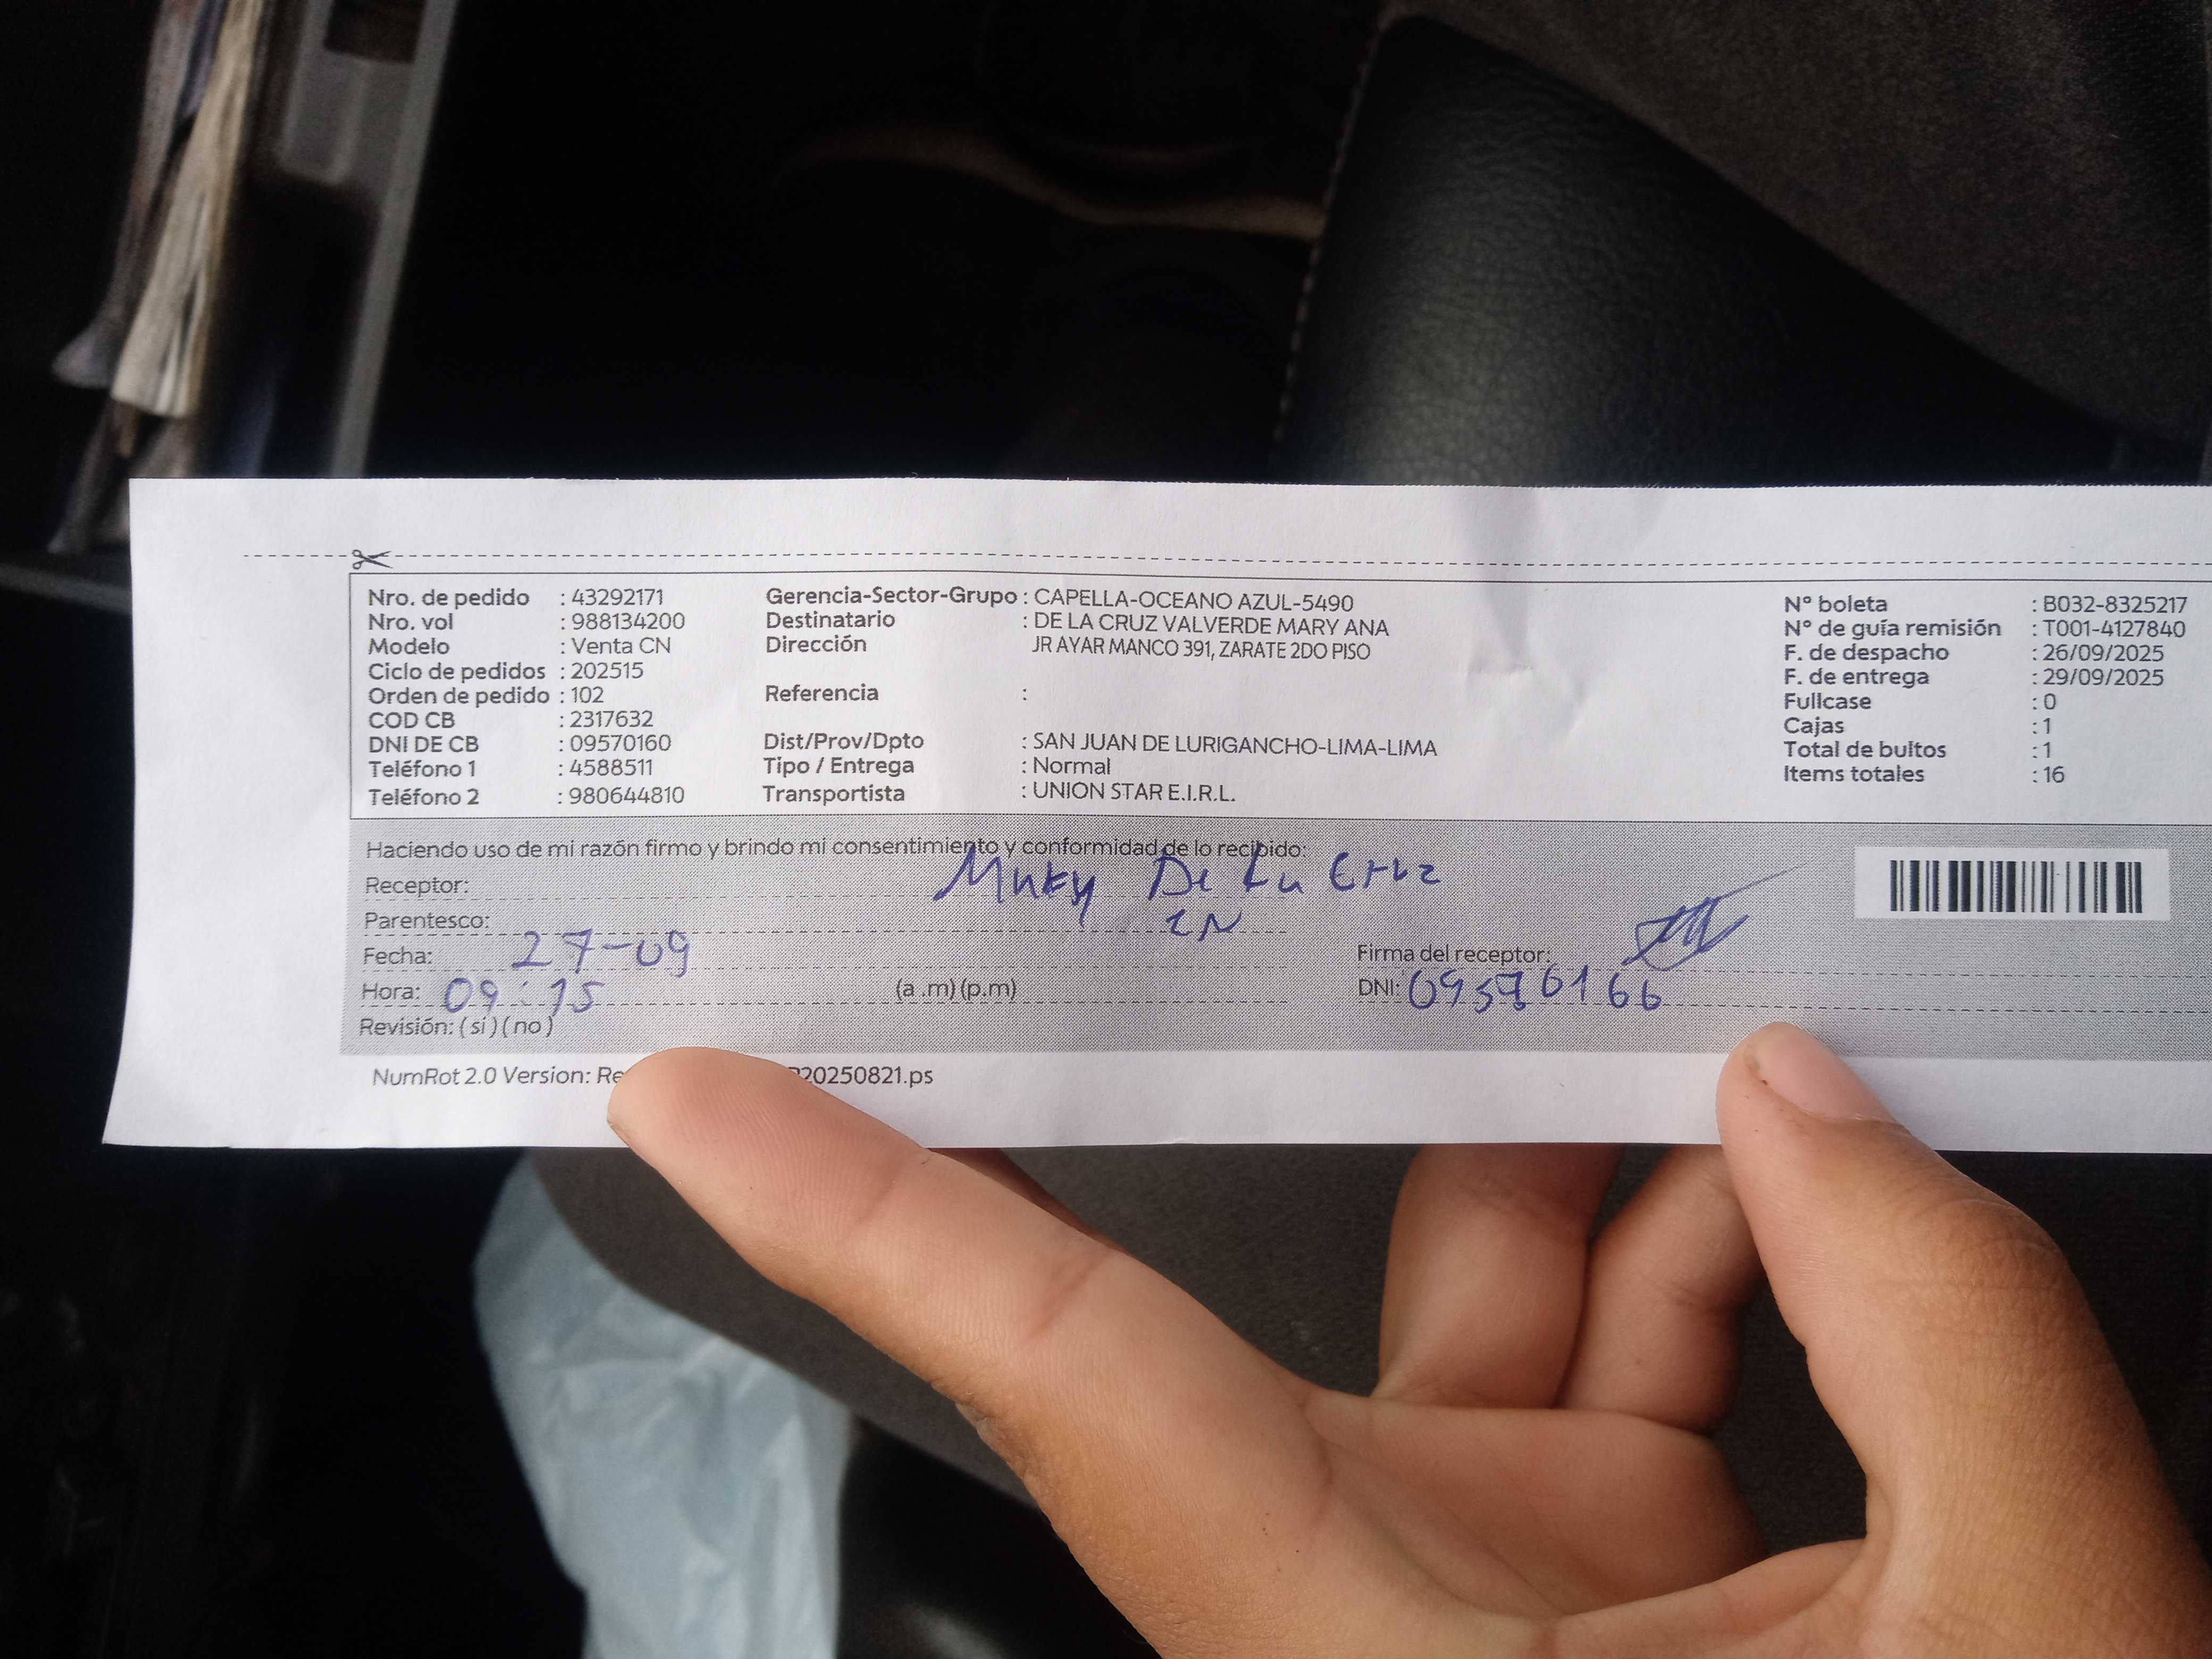 Nro. de pedido : 43292171
Nro. vol : 988134200
Modelo : Venta CN
Ciclo de pedidos : 202515
Orden de pedido : 102
COD CB : 2317632
DNI DE CB : 09570160
Teléfono 1 : 4588511
Teléfono 2 : 980644810
Gerencia-Sector-Grupo : CAPELLA-OCEANO AZUL-5490
Destinatario : DE LA CRUZ VALVERDE MARY ANA
Dirección JR AYAR MANCO 391, ZARATE 2DO PISO
Referencia :
Dist/Prov/Dpto : SAN JUAN DE LURIGANCHO-LIMA-LIMA
Tipo / Entrega : Normal
Transportista : UNION STAR E.I.R.L.
N° boleta : B032-8325217
N° de guía remisión : T001-4127840
F. de despacho : 26/09/2025
F. de entrega : 29/09/2025
Fullcase : 0
Cajas : 1
Total de bultos : 1
Items totales : 16
Haciendo uso de mi razón firmo y brindo mi consentimiento y conformidad de lo recibido:
Receptor: De La Cruz
Parentesco:
Fecha: 27-09
Firma del receptor:
Hora: 09:15 (a .m) (p.m)
DNI:
Revisión: ( si ) ( no )
NumRot 2.0 Version: Re 20250821.ps